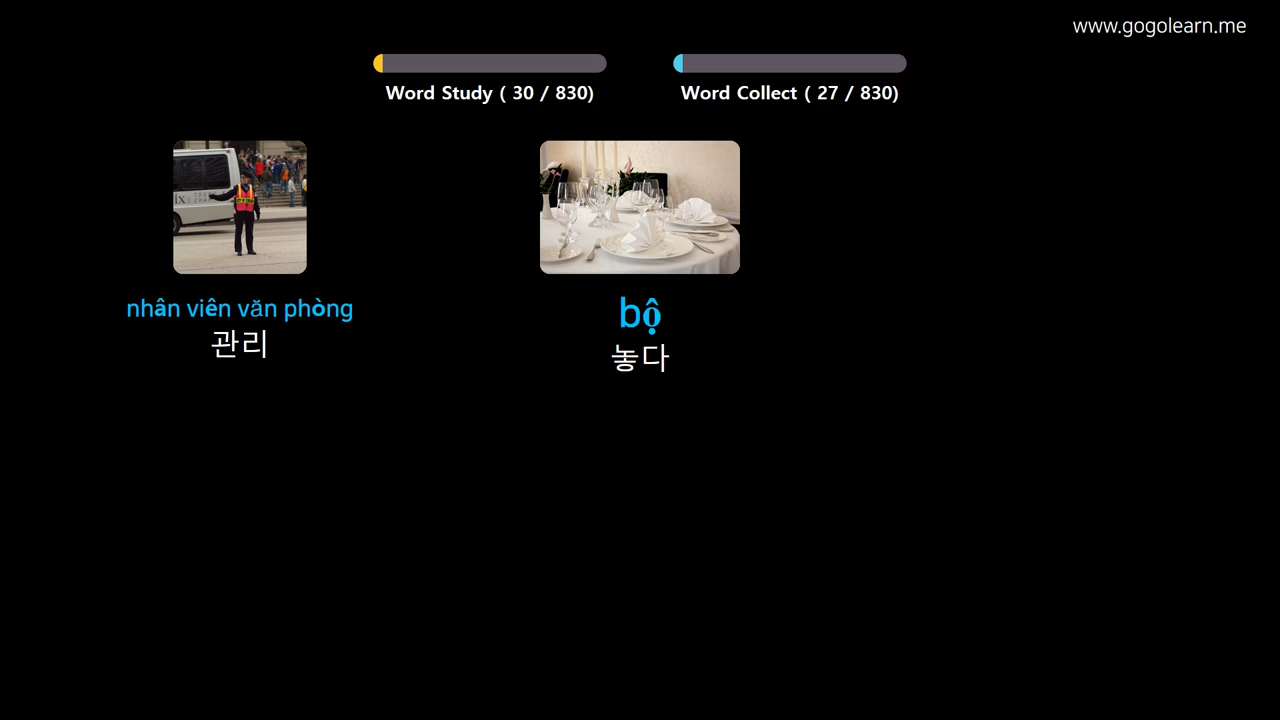 www.gogolearn.me
Word Study ( 30 / 830)
Word Collect ( 27 / 830)
nhân viên văn phòng
관리
bộ
놓다